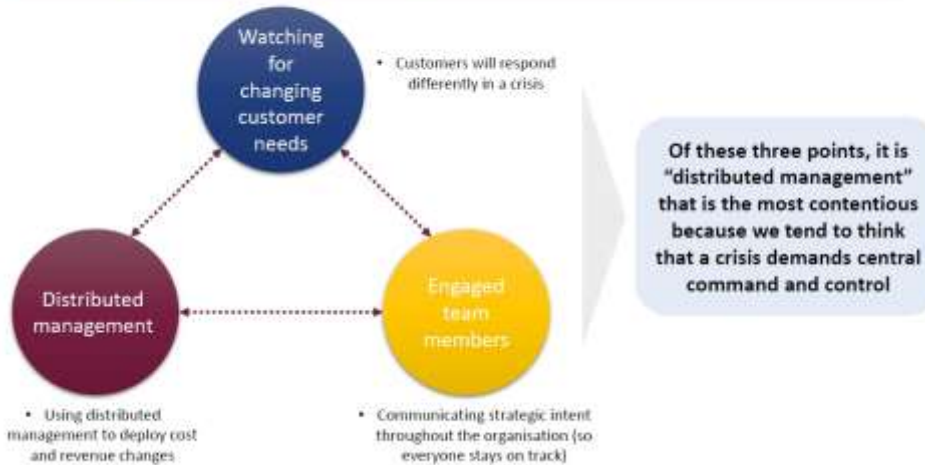 Watching
for
changing
customer
needs
• Customers will respond
differently in a crisis
Of these three points, it is
“distributed management”
that is the most contentious
because we tend to think
that a crisis demands central
command and control
Distributed
management
Engaged
team
members
• Using distributed
management to deploy cost
and revenue changes
• Communicating strategic intent
throughout the organisation (so
everyone stays on track)